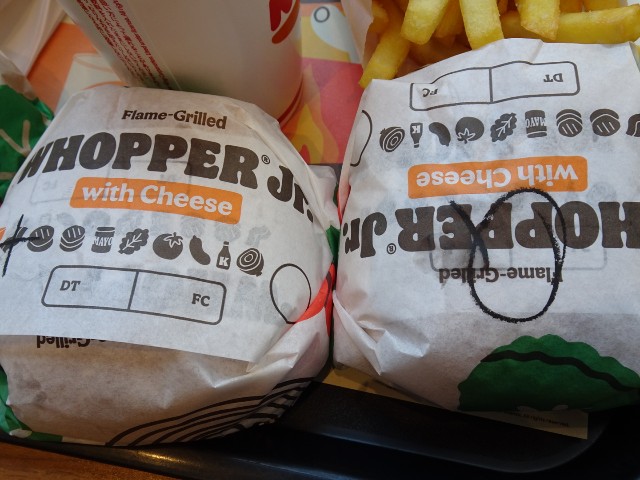 Flame-Grilled
WHOPPER® Jr.
with Cheese
MAYO
K
DT
FC
Flame-Grilled
DT
FC
MAYO
K
with Cheese
WHOPPER Jr.®
Flame-Grilled